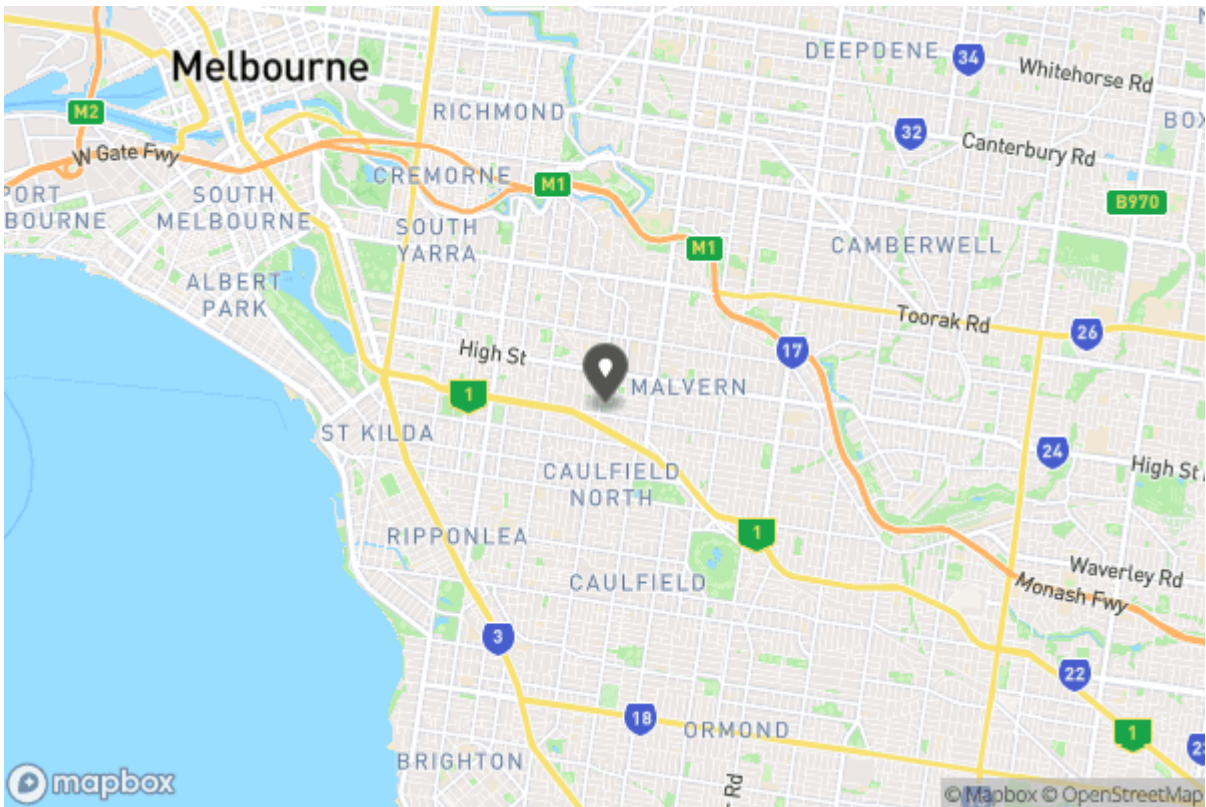 DEEPDENE
34
Whitehorse Rd
Melbourne
M2
RICHMOND
32
Canterbury Rd
BOX
W Gate Fwy
CREMORNE
M1
B970
PORT
BOURNE
SOUTH
MELBOURNE
SOUTH
YARRA
M1
CAMBERWELL
ALBERT
PARK
Toorak Rd
26
High St
17
1
MALVERN
ST KILDA
24
High St
CAULFIELD
NORTH
RIPPONLEA
1
CAULFIELD
Waverley Rd
Monash Fwy
3
22
18
ORMOND
1
23
BRIGHTON
Rd
mapbox
© Mapbox © OpenStreetMap